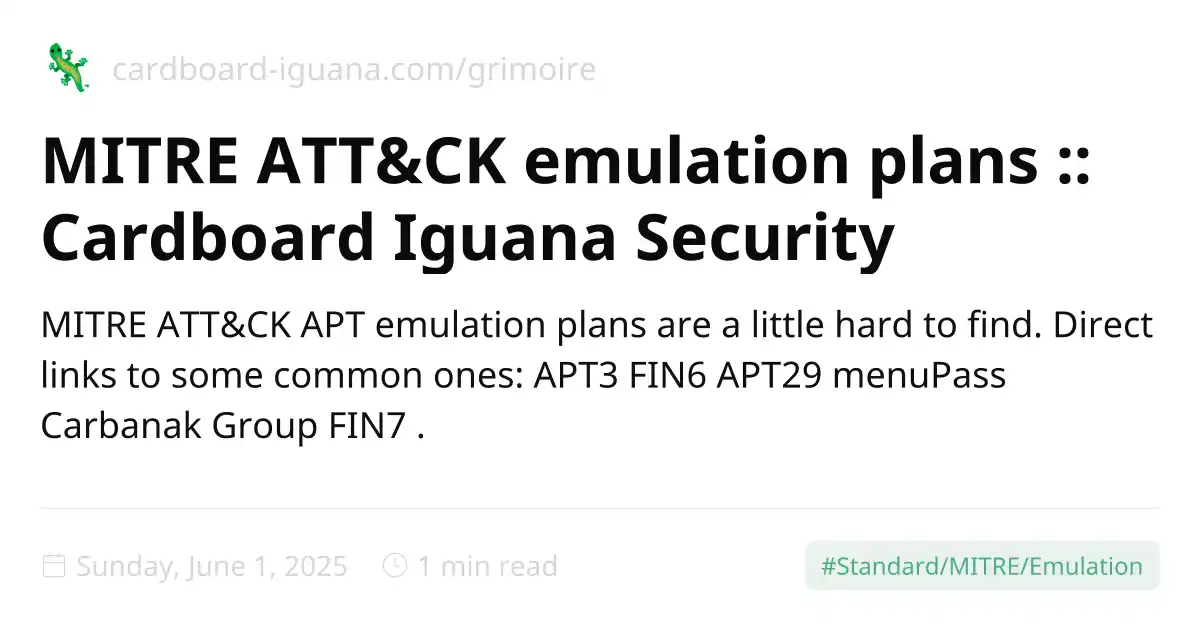 cardboard-iguana.com/grimoire
MITRE ATT&CK emulation plans ::
Cardboard Iguana Security
MITRE ATT&CK APT emulation plans are a little hard to find. Direct
links to some common ones: APT3 FIN6 APT29 menuPass
Carbanak Group FIN7 .
Sunday, June 1, 2025 1 min read #Standard/MITRE/Emulation